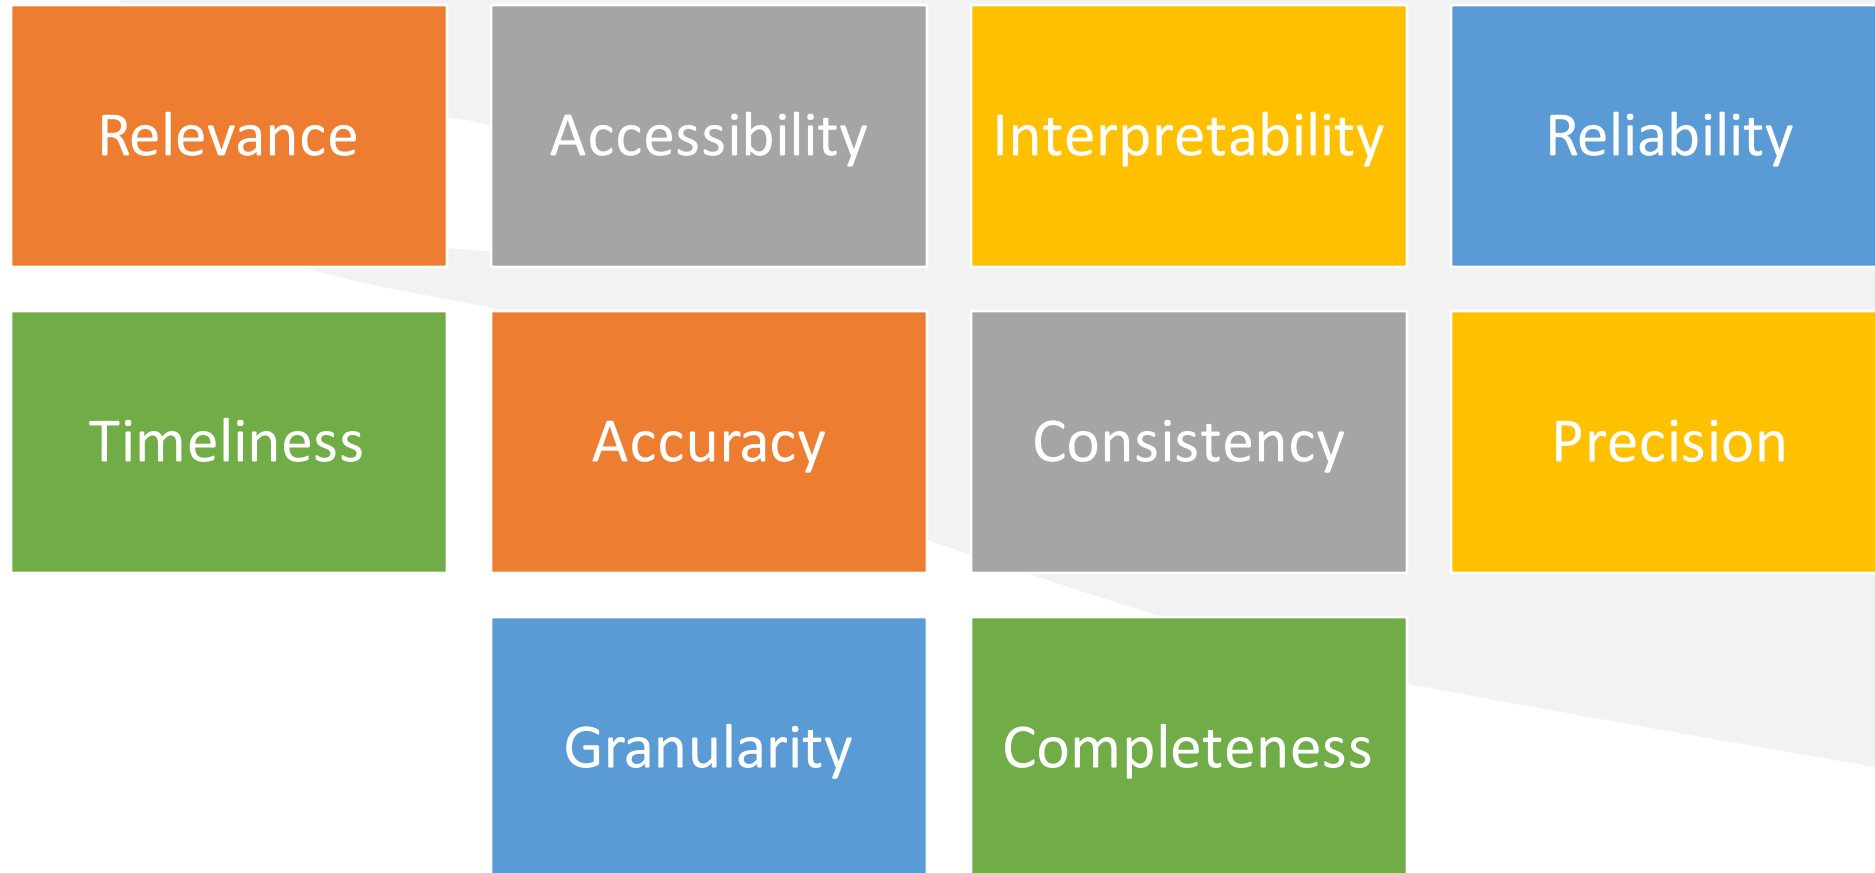 Relevance
Accessibility
Interpretability
Reliability
Timeliness
Accuracy
Consistency
Precision
Granularity
Completeness